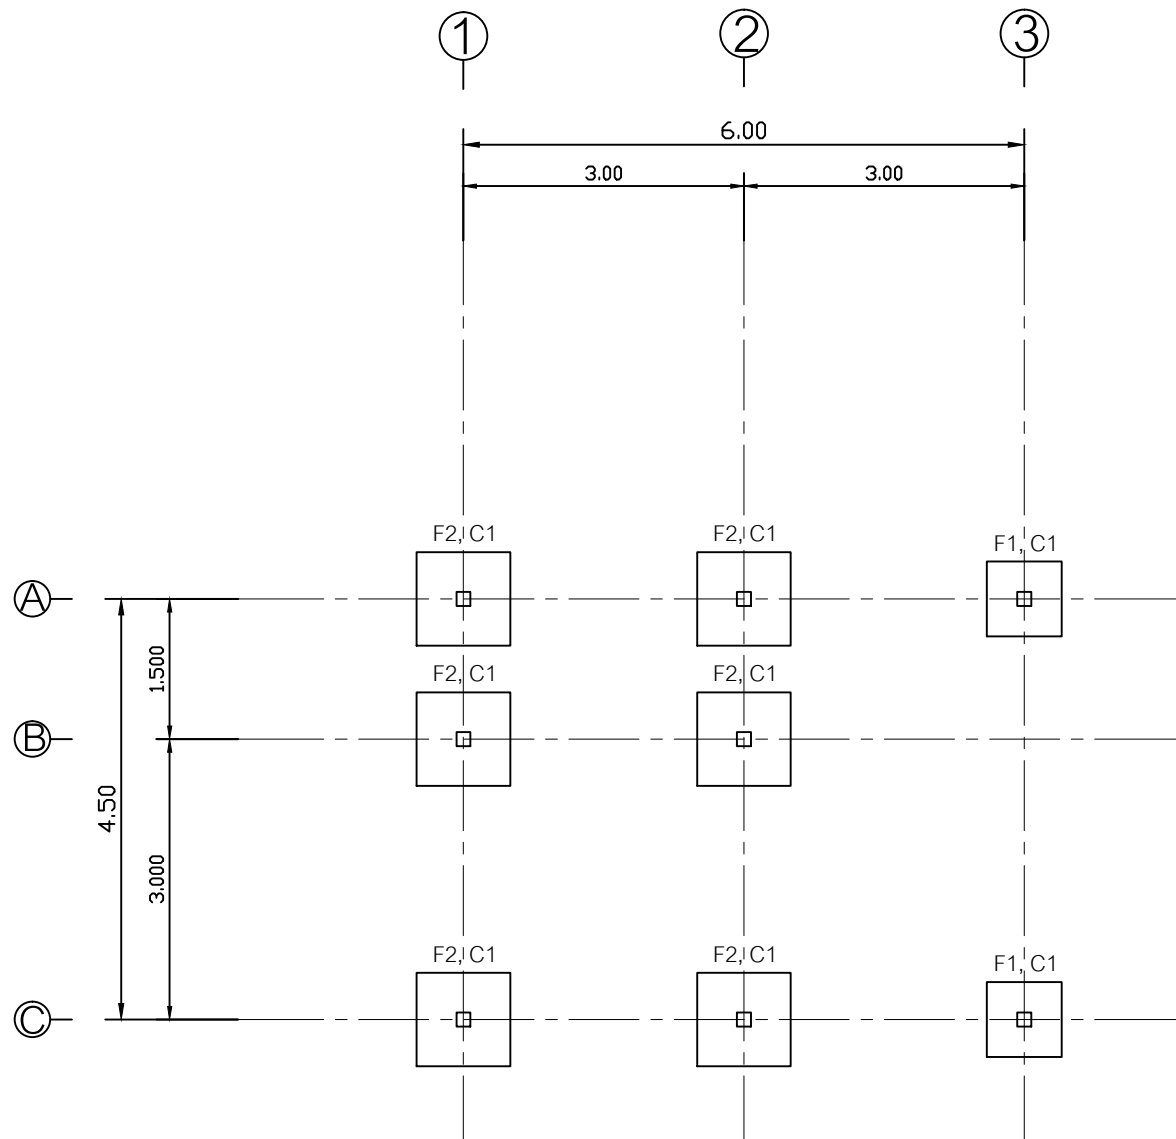 1 2 3
6.00
3.00 3.00
F2, C1 F2, C1 F1, C1
A
1.500
F2, C1 F2, C1
B
4.50
3.000
F2, C1 F2, C1 F1, C1
C